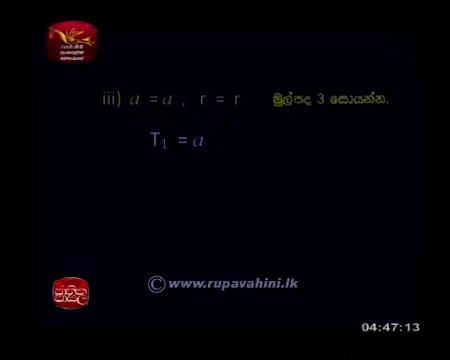 iii) a = a , r = r මුල්පද 3 සොයන්න.
T₁ = a
© www.rupavahini.lk
04:47:13